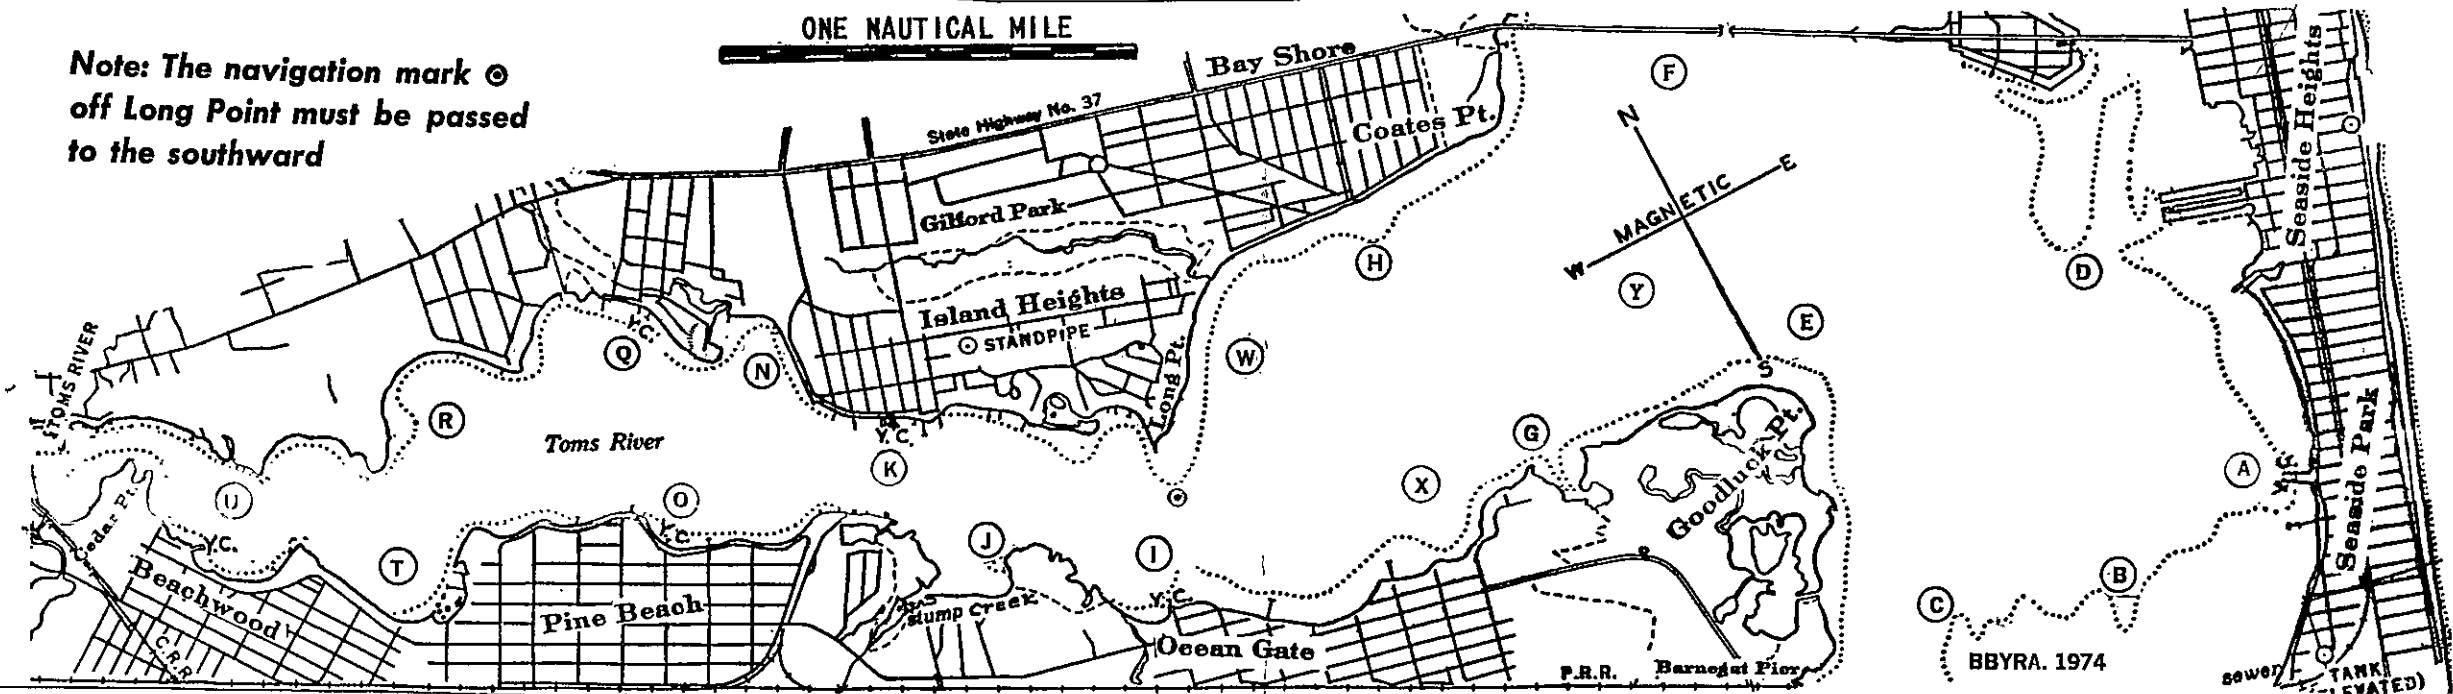 ONE NAUTICAL MILE
Note: The navigation mark
off Long Point must be passed
to the southward
Bay Shore
State Highway No. 37
Coates Pt.
Gilford Park
Island Heights
STANDPIPE
Long Pt.
F
N
MAGNETIC
E
W
S
Y
H
D
E
W
Seaside Heights
Seaside Park
TOMS RIVER
Y.C.
Q
N
R
Toms River
Y.C.
K
U
O
Y.C.
G
X
Goodluck Pt.
A
Y.C.
Cedar Pt.
Y.C.
T
J
I
Y.C.
B
C
Beachwood
Pine Beach
Stump Creek
Ocean Gate
C.R.R.
P.R.R.
Barnegat Pier
BBYRA. 1974
sewer
TANK
(ELEVATED)